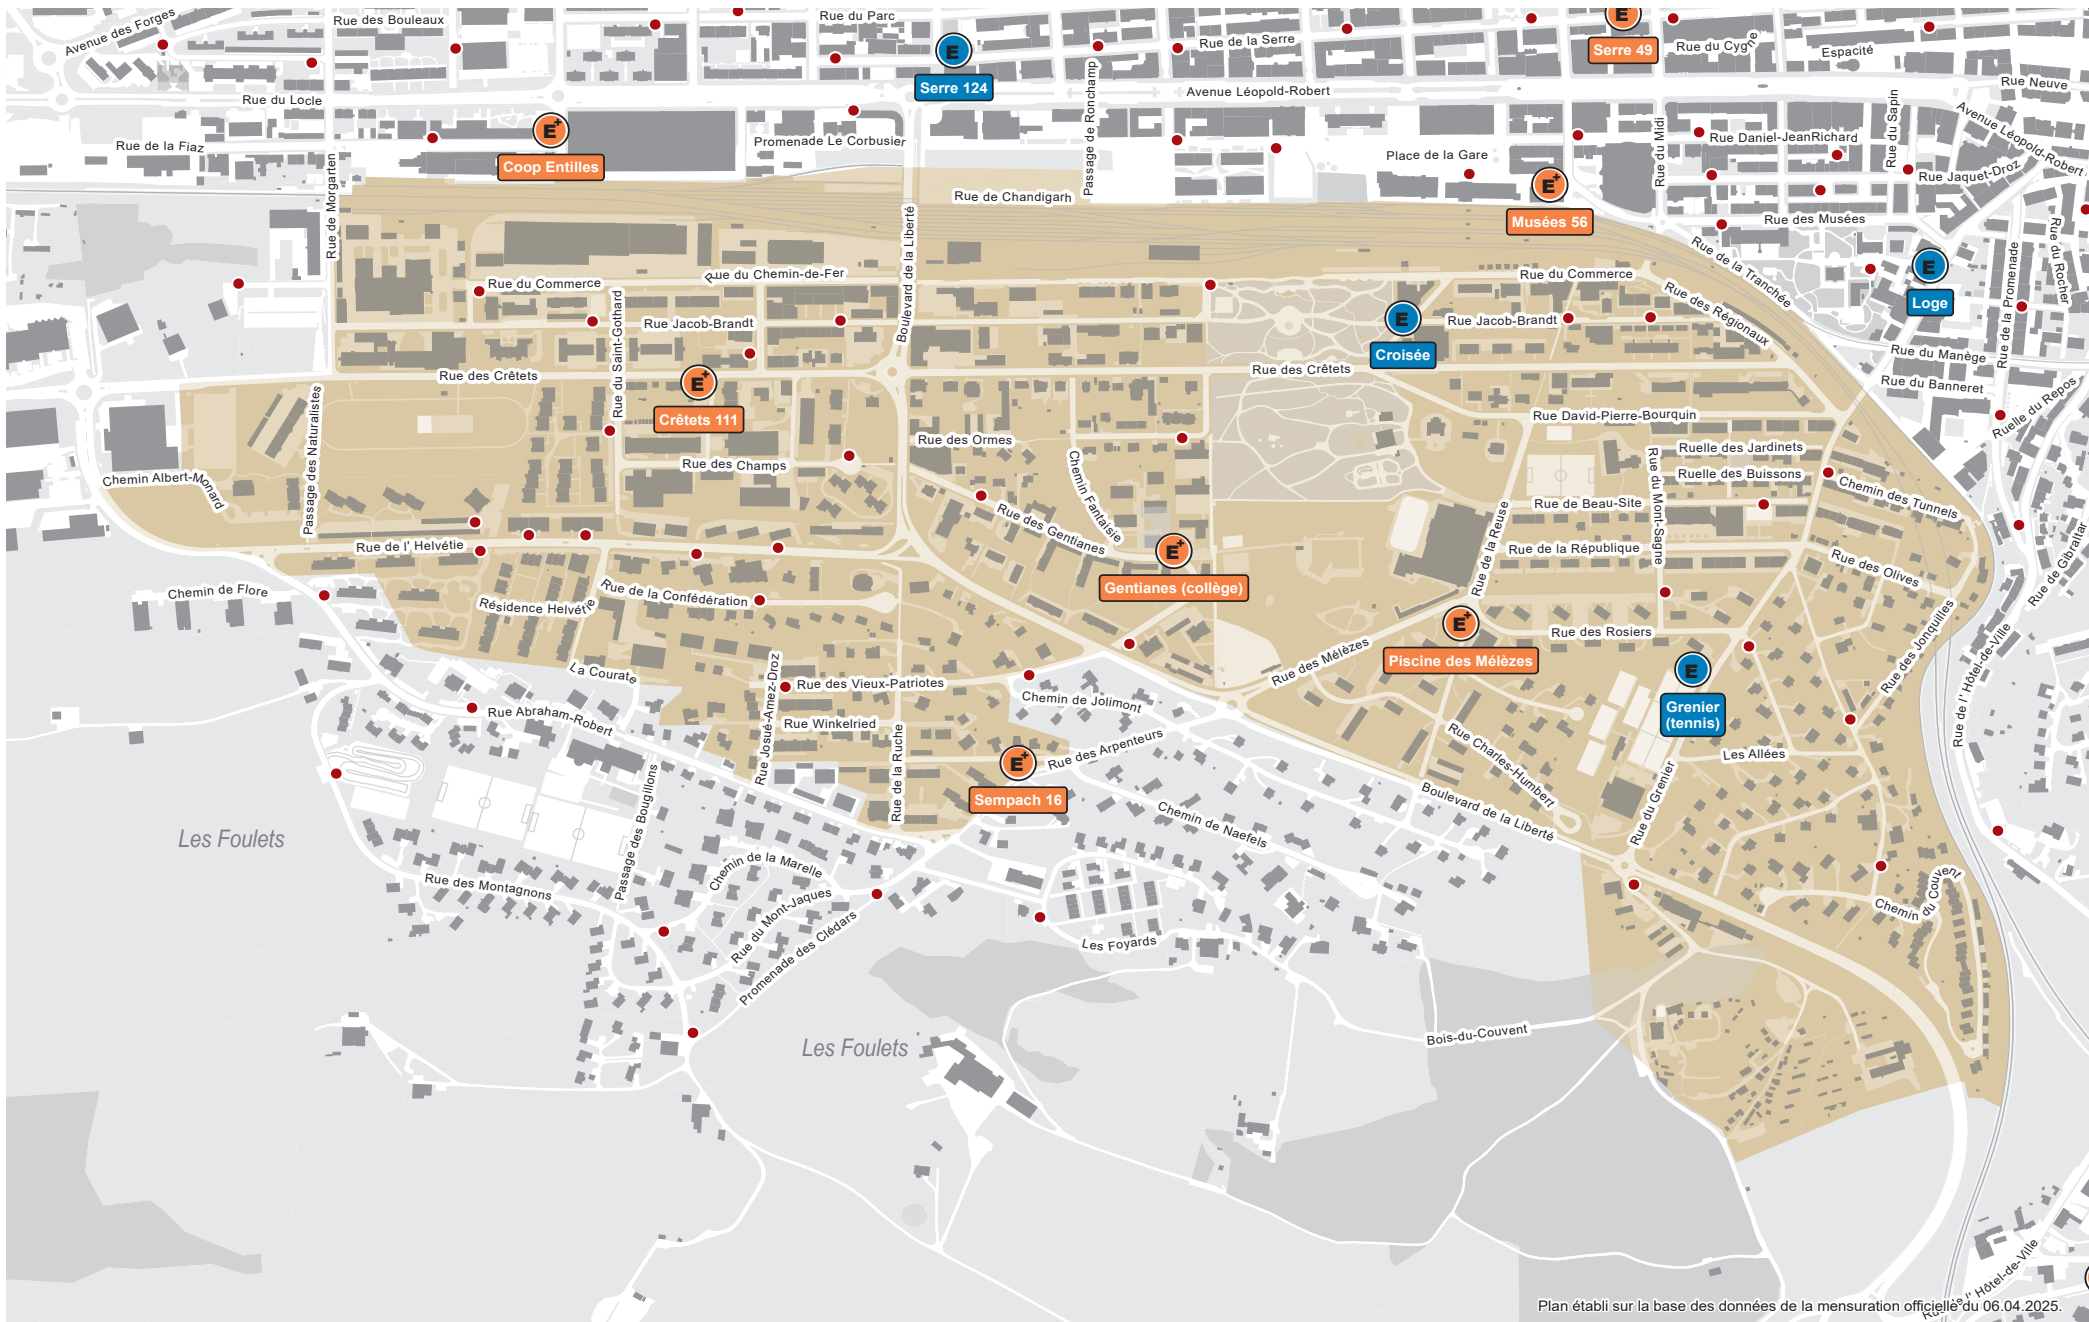 Avenue des Forges
Rue des Bouleaux
Rue du Parc
Rue de la Serre
E+
Serre 49
Rue du Cygne
Espacité
E
Serre 124
Rue du Locle
Passage de Ronchamp
Avenue Léopold-Robert
Rue Neuve
Avenue Léopold-Robert
Rue de la Fiaz
E+
Coop Entilles
Promenade Le Corbusier
Place de la Gare
Rue du Midi
Rue Daniel-JeanRichard
Rue du Sapin
Rue Jaquet-Droz
Rue de Morgarten
Rue de Chandigarh
E+
Musées 56
Rue des Musées
Rue de la Tranchée
Rue du Rocher
Rue de la Promenade
Boulevard de la Liberté
Rue du Commerce
Rue du Chemin-de-Fer
Rue du Commerce
Rue des Régionaux
E
Loge
Rue du Saint-Gothard
Rue Jacob-Brandt
E
Croisée
Rue Jacob-Brandt
Rue du Manège
Rue du Banneret
Ruelle du Repos
Rue des Crêtets
E+
Crêtets 111
Rue des Crêtets
Rue David-Pierre-Bourquin
Passage des Naturalistes
Rue des Champs
Rue des Ormes
Chemin Fantaisie
Ruelle des Jardinets
Ruelle des Buissons
Rue du Mont-Sagne
Chemin Albert-Monard
Rue des Gentianes
Rue de Beau-Site
Chemin des Tunnels
Rue de l' Helvétie
E+
Gentianes (collège)
Rue de la Reuse
Rue de la République
Rue des Olives
Rue de Gibraltar
Chemin de Flore
Résidence Helvétie
Rue de la Confédération
E+
Piscine des Mélèzes
Rue des Rosiers
Rue des Jonquilles
Rue de l' Hôtel-de-Ville
La Courate
Rue Josué-Amez-Droz
Rue des Vieux-Patriotes
Chemin de Jolimont
Rue des Mélèzes
E
Grenier
(tennis)
Rue Abraham-Robert
Rue Winkelried
Rue de la Ruche
E+
Sempach 16
Rue des Arpenteurs
Rue Charles-Humbert
Les Allées
Passage des Bougillons
Chemin de Naefels
Boulevard de la Liberté
Rue du Grenier
Les Foulets
Rue des Montagnons
Chemin de la Marelle
Rue du Mont-Jaques
Promenade des Clédars
Les Foyards
Chemin du Couvent
Les Foulets
Bois-du-Couvent
Rue de l' Hôtel-de-Ville
Plan établi sur la base des données de la mensuration officielle du 06.04.2025.